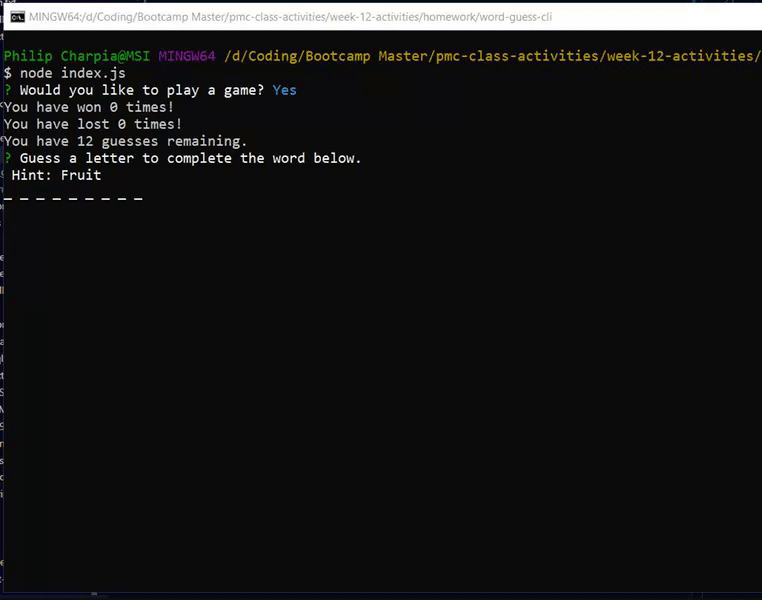 MINGW64:/d/Coding/Bootcamp Master/pmc-class-activities/week-12-activities/homework/word-guess-cli
Philip Charpia@MSI MINGW64 /d/Coding/Bootcamp Master/pmc-class-activities/week-12-activities/
$ node index.js
? Would you like to play a game? Yes
You have won 0 times!
You have lost 0 times!
You have 12 guesses remaining.
? Guess a letter to complete the word below.
Hint: Fruit
_ _ _ _ _ _ _ _ _